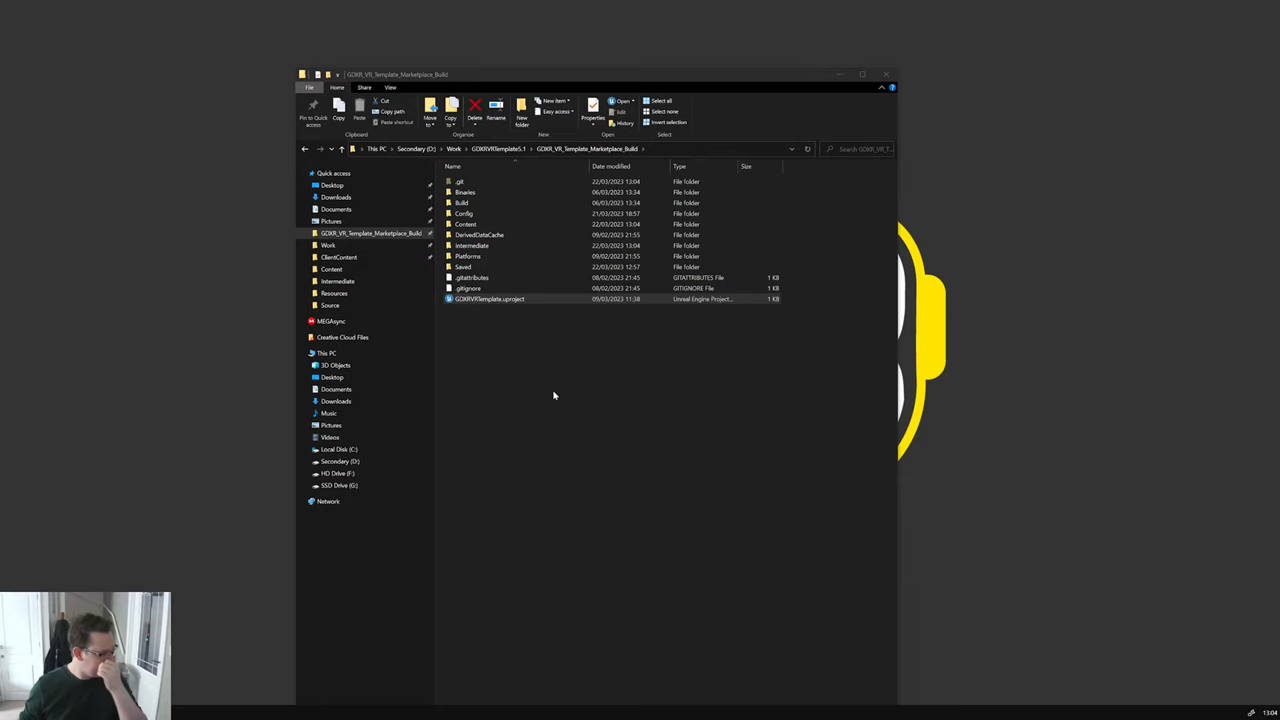 GDXR_VR_Template_Marketplace_Build
File Home Share View
Pin to Quick access
Copy
Paste
Cut
Copy path
Paste shortcut
Move to
Copy to
Delete
Rename
New folder
New item
Easy access
Properties
Open
Edit
History
Select all
Select none
Invert selection
Clipboard Organise New Open Select
This PC Secondary (D:) Work GDXRVRTemplate5.1 GDXR_VR_Template_Marketplace_Build
Search GDXR_VR_T...
Name Date modified Type Size
.git 22/03/2023 13:04 File folder
Binaries 06/03/2023 13:34 File folder
Build 06/03/2023 13:34 File folder
Config 21/03/2023 18:57 File folder
Content 22/03/2023 13:04 File folder
DerivedDataCache 09/02/2023 21:55 File folder
Intermediate 22/03/2023 13:04 File folder
Platforms 09/02/2023 21:55 File folder
Saved 22/03/2023 12:57 File folder
.gitattributes 08/02/2023 21:45 GITATTRIBUTES File 1 KB
.gitignore 08/02/2023 21:45 GITIGNORE File 1 KB
GDXRVRTemplate.uproject 09/03/2023 11:38 Unreal Engine Project... 1 KB
Quick access
Desktop
Downloads
Documents
Pictures
GDXR_VR_Template_Marketplace_Build
Work
ClientContent
Content
Intermediate
Resources
Source
MEGAsync
Creative Cloud Files
This PC
3D Objects
Desktop
Documents
Downloads
Music
Pictures
Videos
Local Disk (C:)
Secondary (D:)
HD Drive (F:)
SSD Drive (G:)
Network
13:04